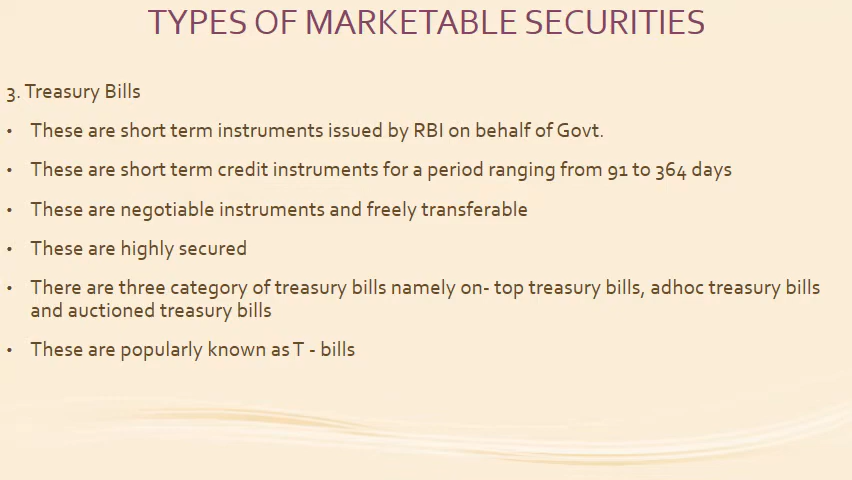 TYPES OF MARKETABLE SECURITIES
3. Treasury Bills
• These are short term instruments issued by RBI on behalf of Govt.
• These are short term credit instruments for a period ranging from 91 to 364 days
• These are negotiable instruments and freely transferable
• These are highly secured
• There are three category of treasury bills namely on- top treasury bills, adhoc treasury bills
and auctioned treasury bills
• These are popularly known as T - bills